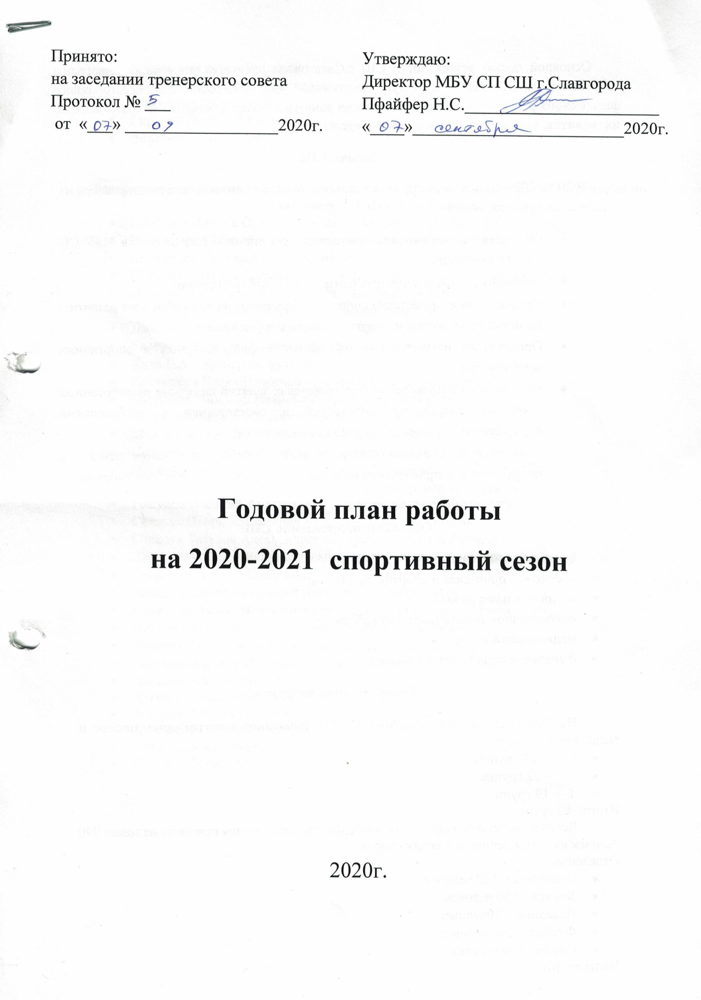 Принято:
на заседании тренерского совета
Протокол № 5
от «07» 09 2020г.
Утверждаю:
Директор МБУ СП СШ г.Славгорода
Пфайфер Н.С.
«07» сентября 2020г.
Годовой план работы
на 2020-2021 спортивный сезон
2020г.